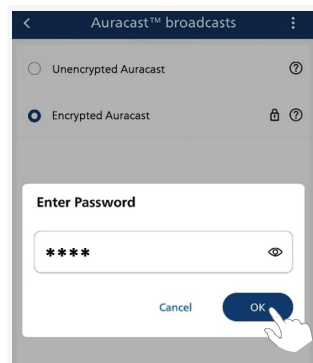 Auracast™ broadcasts
Unencrypted Auracast
Encrypted Auracast
Enter Password
****
Cancel OK